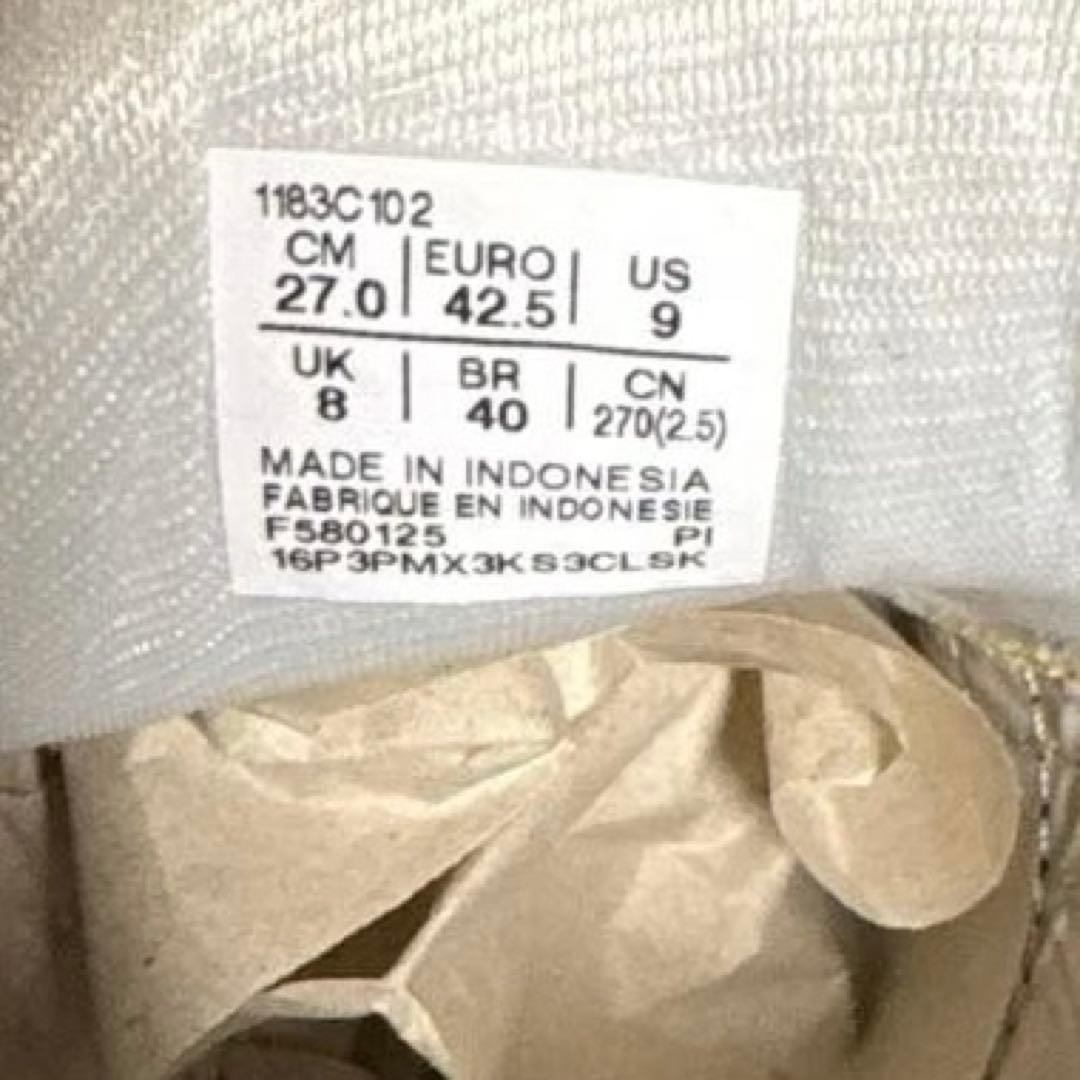 1183C102
CM | EURO | US
27.0 | 42.5 | 9
UK | BR | CN
8 | 40 | 270(2.5)
MADE IN INDONESIA
FABRIQUE EN INDONESIE
F580125 PI
16P3PMX3KS3CLSK